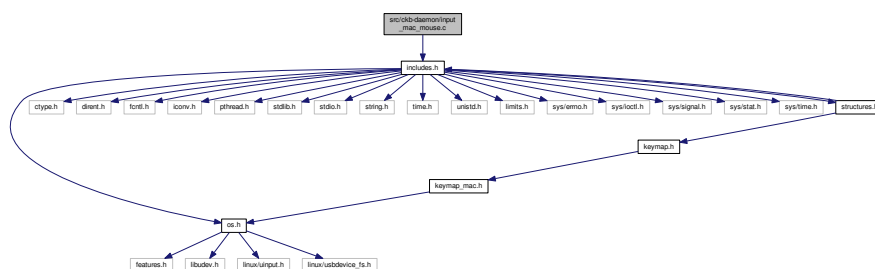 src/ckb-daemon/input
_mac_mouse.c
includes.h
ctype.h
dirent.h
fcntl.h
iconv.h
pthread.h
stdlib.h
stdio.h
string.h
time.h
unistd.h
limits.h
sys/errno.h
sys/ioctl.h
sys/signal.h
sys/stat.h
sys/time.h
structures.h
keymap.h
keymap_mac.h
os.h
features.h
libudev.h
linux/uinput.h
linux/usbdevice_fs.h